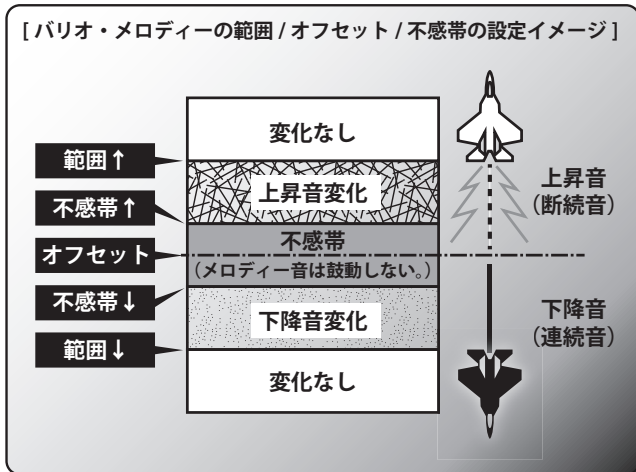 [ バリオ・メロディーの範囲 / オフセット / 不感帯の設定イメージ ]
変化なし
範囲↑
上昇音変化
上昇音
(断続音)
不感帯↑
不感帯
オフセット
(メロディー音は鼓動しない。)
不感帯↓
下降音変化
下降音
(連続音)
範囲↓
変化なし